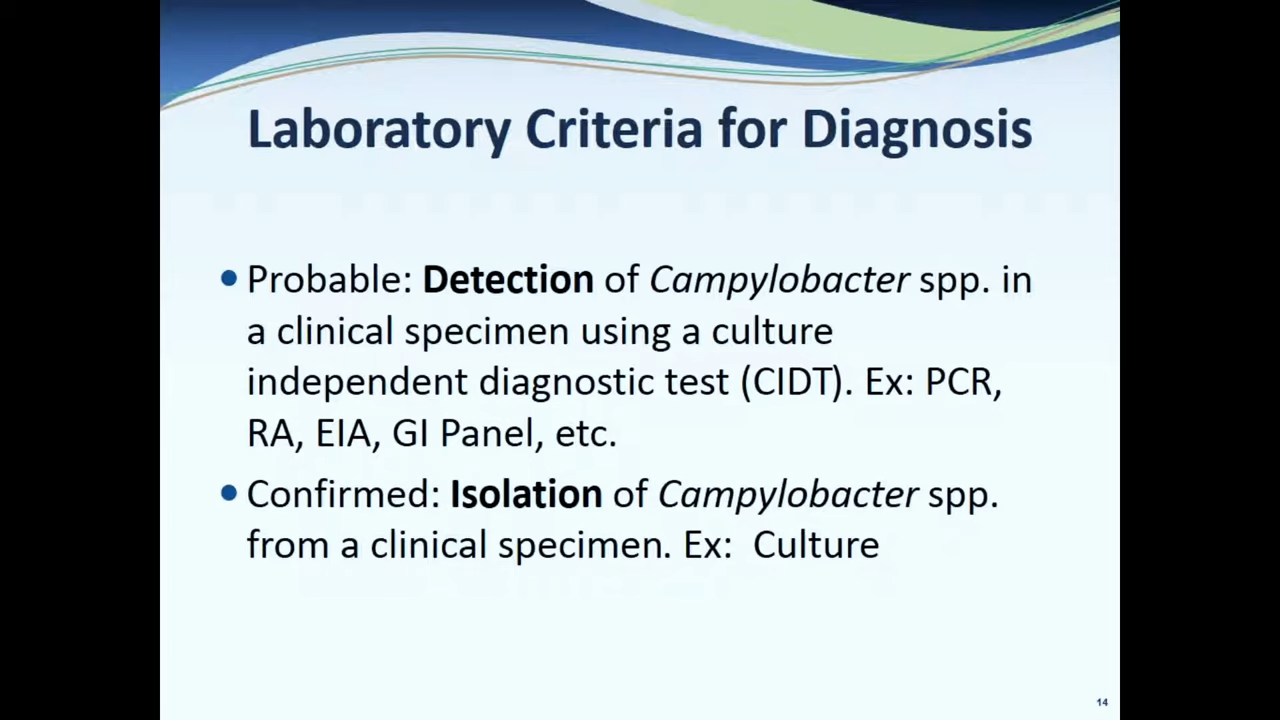 Laboratory Criteria for Diagnosis
• Probable: Detection of Campylobacter spp. in
a clinical specimen using a culture
independent diagnostic test (CIDT). Ex: PCR,
RA, EIA, GI Panel, etc.
• Confirmed: Isolation of Campylobacter spp.
from a clinical specimen. Ex:  Culture
14